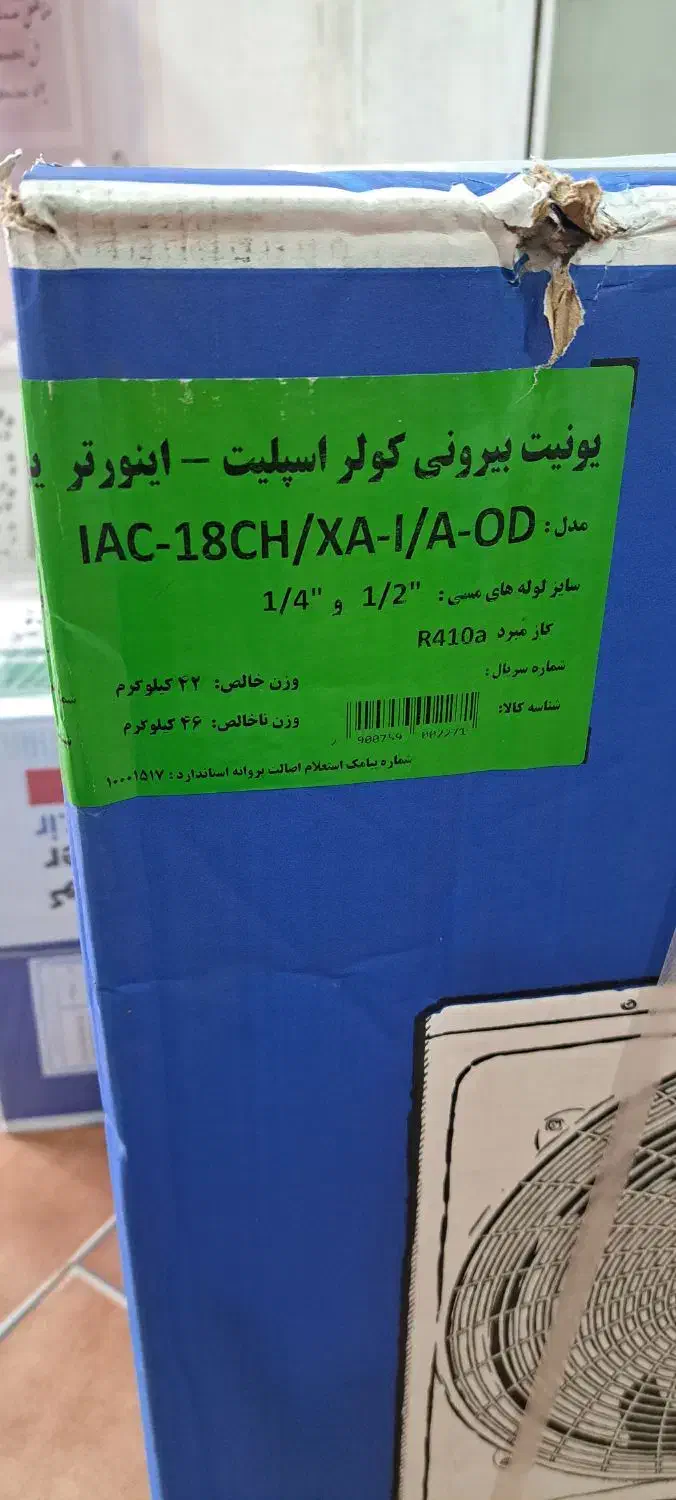 یونیت بیرونی کولر اسپلیت – اینورتر
مدل: IAC-18CH/XA-I/A-OD
سایز لوله های مسی: "1/2 و "1/4
گاز مبرد R410a
شماره سریال:
شناسه کالا:
وزن خالص: ۴۲ کیلوگرم
وزن ناخالص: ۴۶ کیلوگرم
شماره پیامک استعلام اصالت پروانه استاندارد: ۱۰۰۰۱۵۱۷